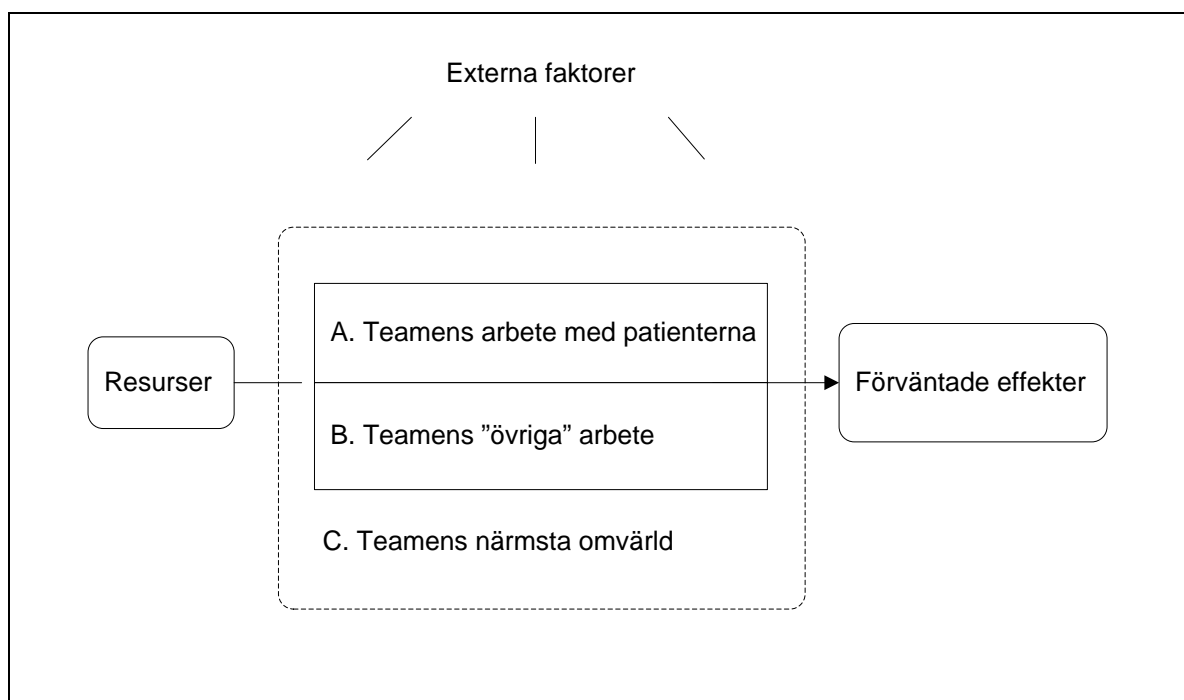 Externa faktorer
A. Teamens arbete med patienterna
Resurser
Förväntade effekter
B. Teamens ”övriga” arbete
C. Teamens närmsta omvärld